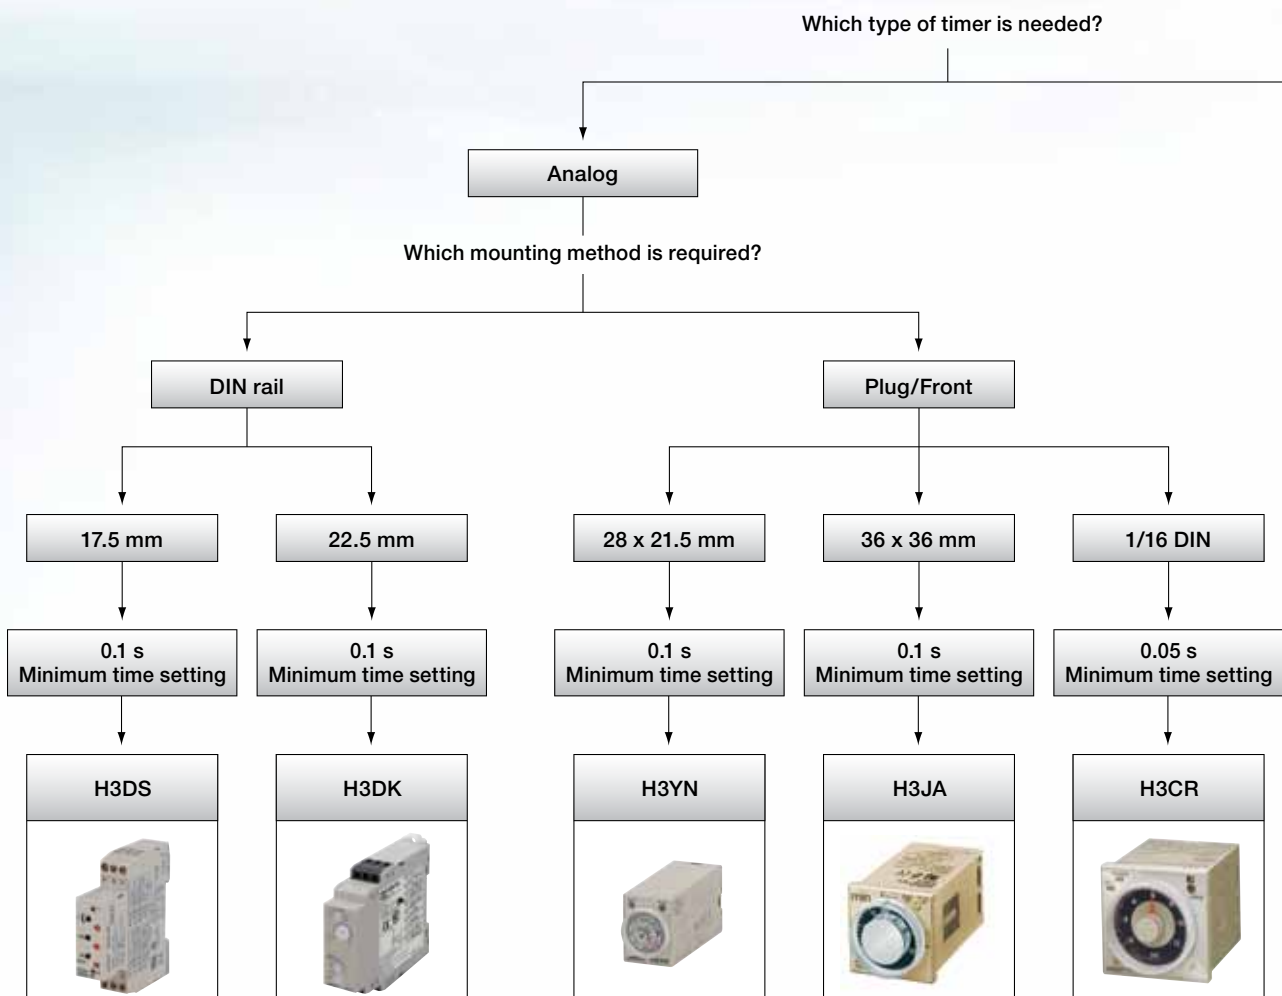 Which type of timer is needed?
Analog
Which mounting method is required?
DIN rail
Plug/Front
17.5 mm
22.5 mm
28 x 21.5 mm
36 x 36 mm
1/16 DIN
0.1 s
Minimum time setting
0.1 s
Minimum time setting
0.1 s
Minimum time setting
0.1 s
Minimum time setting
0.05 s
Minimum time setting
H3DS
H3DK
H3YN
H3JA
H3CR